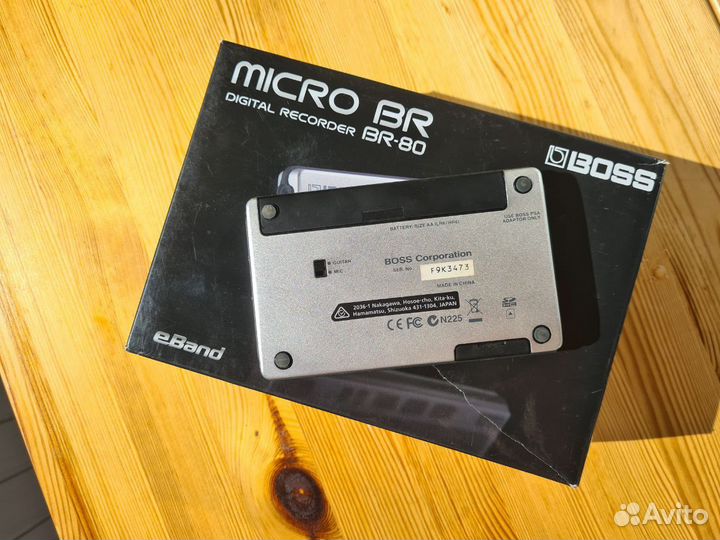 MICRO BR
DIGITAL RECORDER BR-80
BOSS
BATTERY: SIZE AA (LR6/HR6)
USE BOSS PSA
ADAPTOR ONLY
GUITAR
MIC
BOSS Corporation
SER. No. F9K3473
MADE IN CHINA
2036-1 Nakagawa, Hosoe-cho, Kita-ku,
Hamamatsu, Shizuoka 431-1304, JAPAN
CE FC N225
eBand
Avito